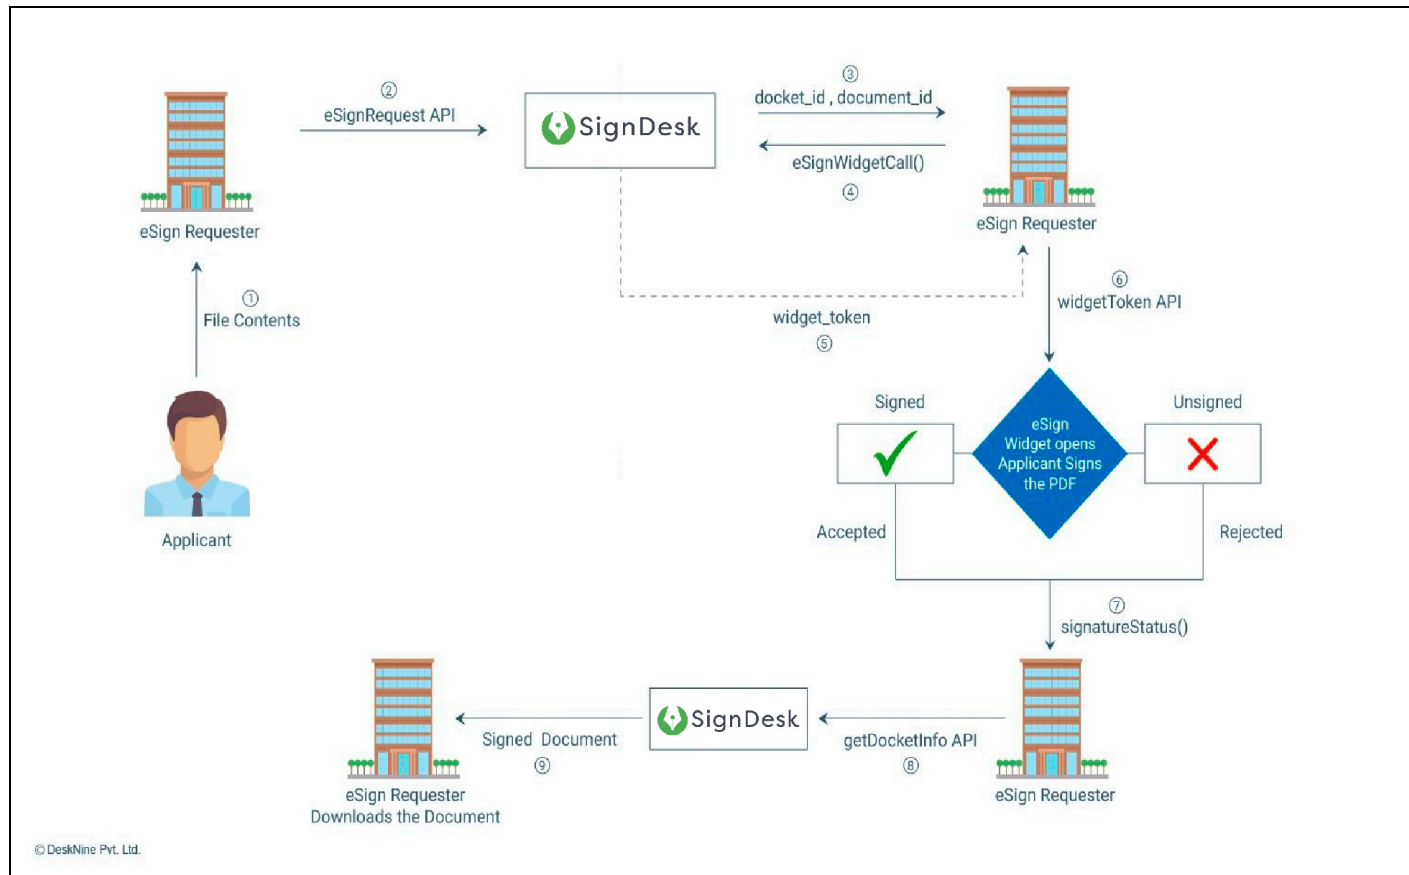 ②
eSignRequest API
SignDesk
③
docket_id , document_id
eSignWidgetCall()
④
eSign Requester
eSign Requester
①
File Contents
widget_token
⑤
⑥
widgetToken API
Applicant
Signed
Unsigned
eSign
Widget opens
Applicant Signs
the PDF
Accepted
Rejected
⑦
signatureStatus()
eSign Requester
getDocketInfo API
⑧
SignDesk
Signed Document
⑨
eSign Requester
Downloads the Document
© DeskNine Pvt. Ltd.